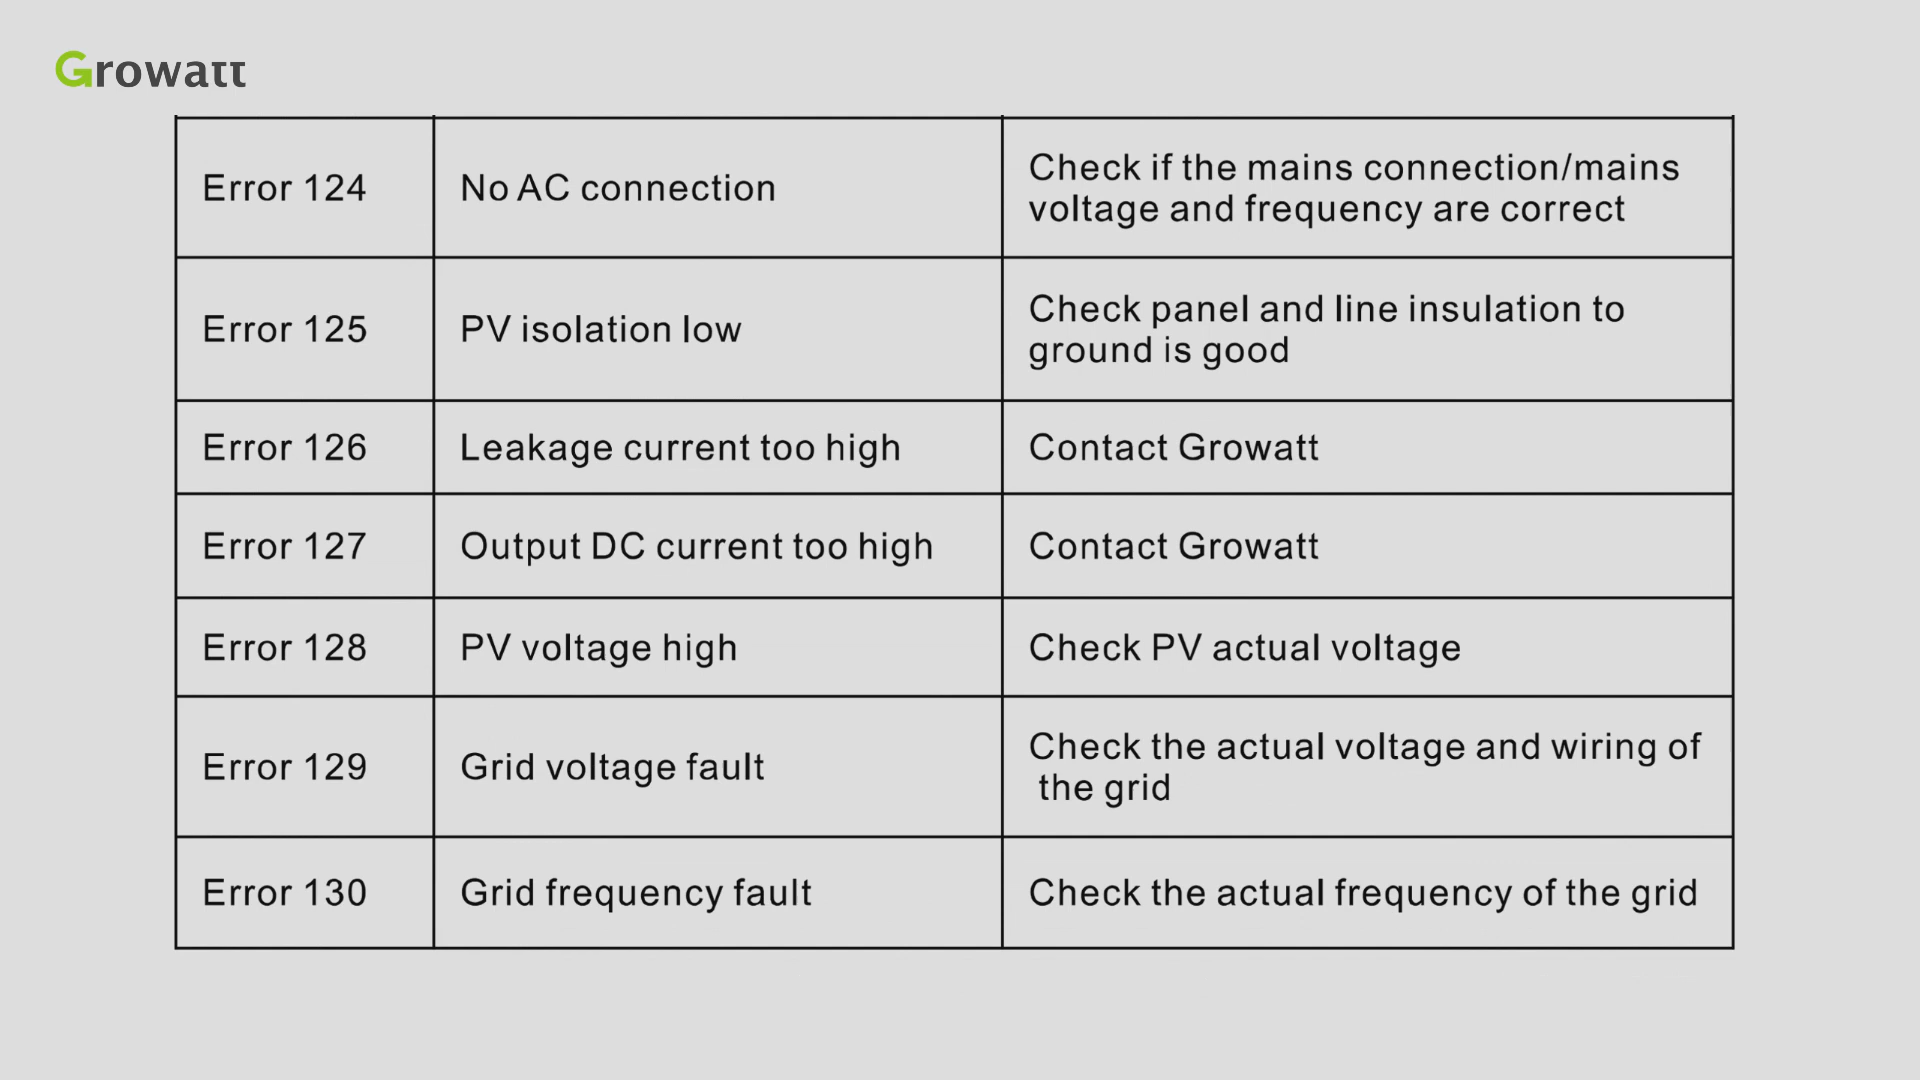 Growatt
Error 124
No AC connection
Check if the mains connection/mains
voltage and frequency are correct
Error 125
PV isolation low
Check panel and line insulation to
ground is good
Error 126
Leakage current too high
Contact Growatt
Error 127
Output DC current too high
Contact Growatt
Error 128
PV voltage high
Check PV actual voltage
Error 129
Grid voltage fault
Check the actual voltage and wiring of
the grid
Error 130
Grid frequency fault
Check the actual frequency of the grid